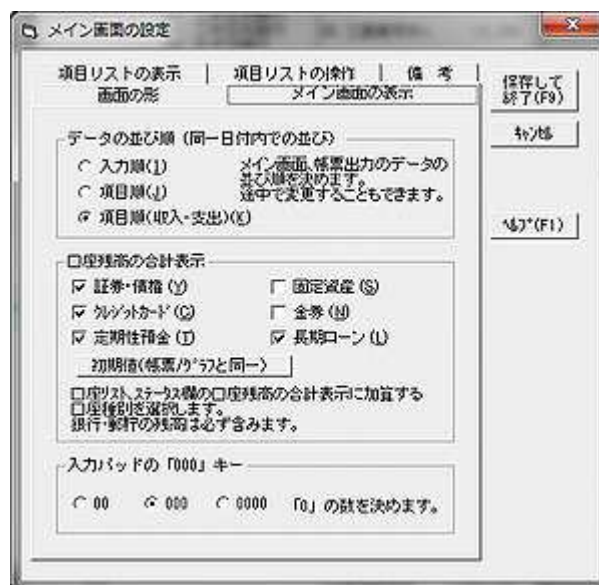 メイン画面の設定
項目リストの表示
項目リストの操作
備 考
画面の形
メイン画面の表示
保存して
終了(F9)
ｷｬﾝｾﾙ
ﾍﾙﾌﾟ(F1)
データの並び順 (同一日付内での並び)
入力順(I)
項目順(J)
項目順(収入・支出)(K)
メイン画面、帳票出力のデータの
並び順を決めます。
途中で変更することもできます。
口座残高の合計表示
証券・債権(Y)
固定資産(S)
ｸﾚｼﾞｯﾄｶｰﾄﾞ(C)
金券(N)
定期性預金(T)
長期ローン(L)
初期値(帳票/ｸﾞﾗﾌと同一)
口座ﾘｽﾄ、ｽﾃｰﾀｽ欄の口座残高の合計表示に加算する
口座種別を選択します。
銀行・郵貯の残高は必ず含みます。
入力パッドの「000」キー
00
000
0000
「0」の数を決めます。